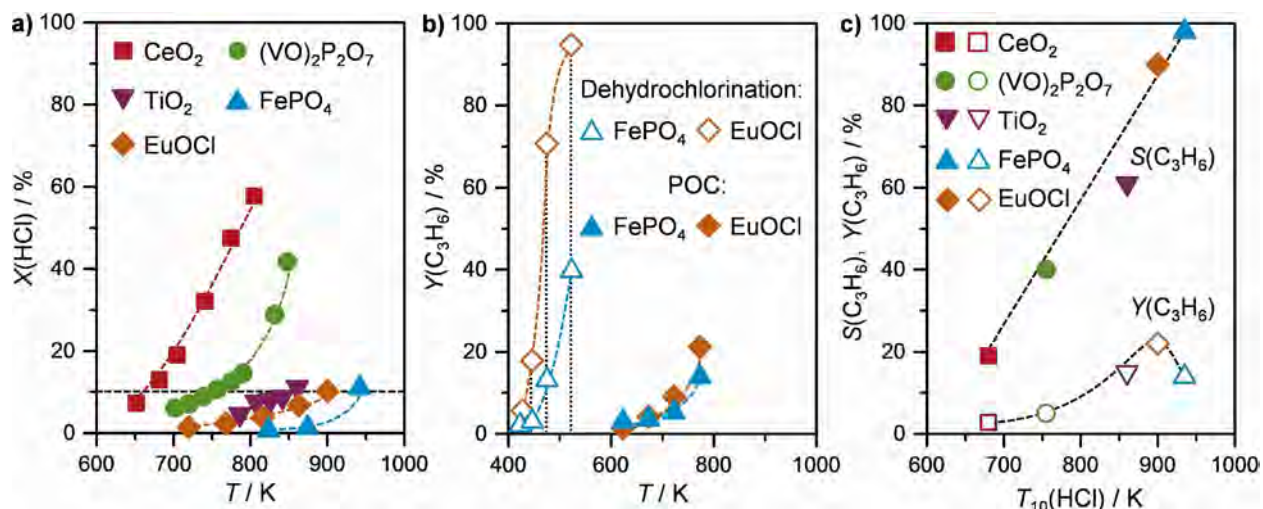 a)
CeO₂
(VO)₂P₂O₇
TiO₂
FePO₄
EuOCl
X(HCl) / %
100
80
60
40
20
0
600 700 800 900 1000
T / K
b)
Dehydrochlorination:
FePO₄ EuOCl
POC:
FePO₄ EuOCl
Y(C₃H₆) / %
100
80
60
40
20
0
400 600 800 1000
T / K
c)
CeO₂
(VO)₂P₂O₇
TiO₂
FePO₄
EuOCl
S(C₃H₆)
Y(C₃H₆)
S(C₃H₆), Y(C₃H₆) / %
100
80
60
40
20
0
600 700 800 900 1000
T₁₀(HCl) / K